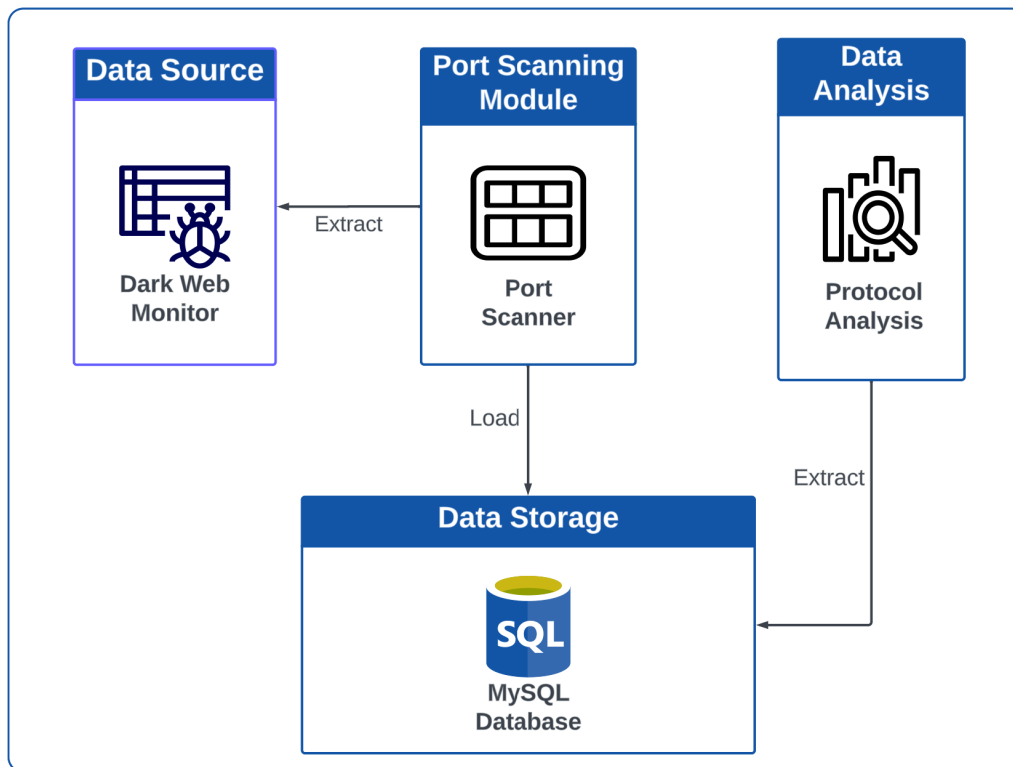 Data Source
Dark Web
Monitor
Extract
Port Scanning
Module
Port
Scanner
Data
Analysis
Protocol
Analysis
Load
Extract
Data Storage
SQL
MySQL
Database